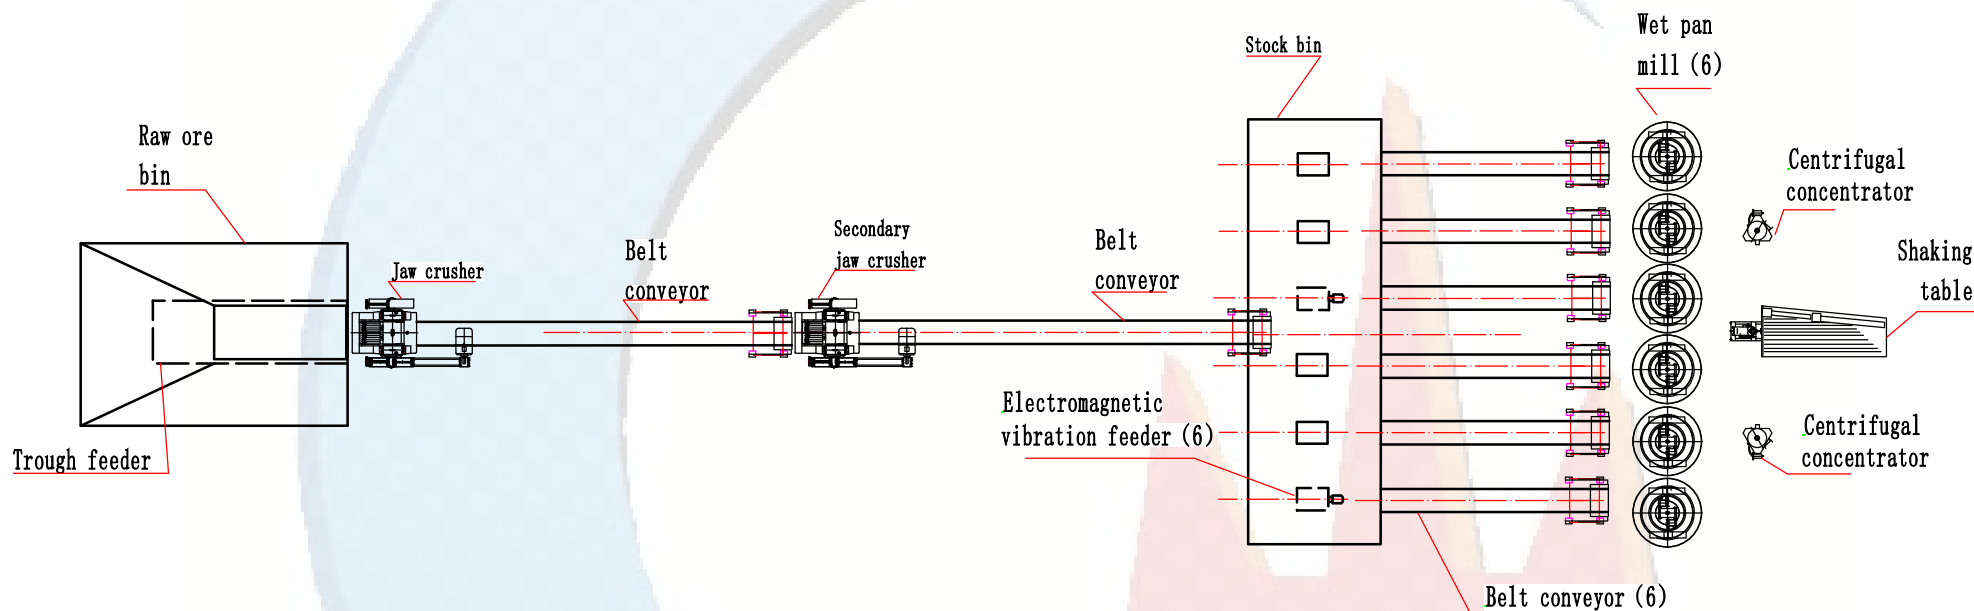 Raw ore
bin
Trough feeder
Jaw crusher
Belt
conveyor
Secondary
jaw crusher
Belt
conveyor
Electromagnetic
vibration feeder (6)
Stock bin
Belt conveyor (6)
Wet pan
mill (6)
Centrifugal
concentrator
Shaking
table
Centrifugal
concentrator